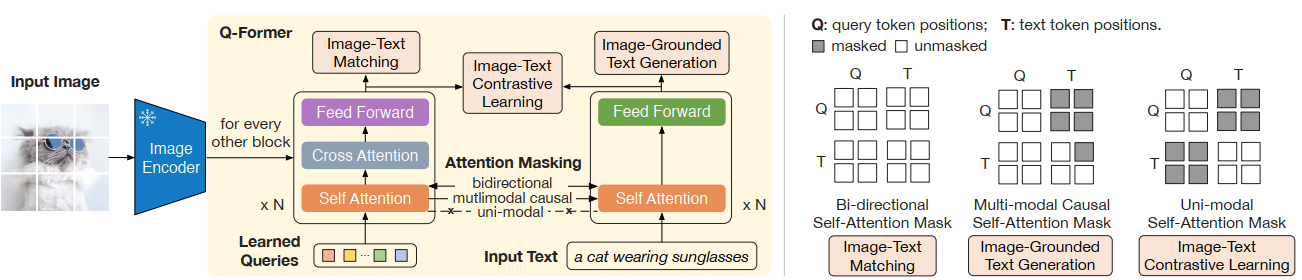 Q-Former
Input Image
Image
Encoder
for every
other block
Image-Text
Matching
Image-Text
Contrastive
Learning
Image-Grounded
Text Generation
Feed Forward
Cross Attention
Self Attention
x N
Attention Masking
bidirectional
mutlimodal causal
x uni-modal x
Feed Forward
Self Attention
x N
Learned
Queries
...
Input Text
a cat wearing sunglasses
Q: query token positions; T: text token positions.
masked unmasked
Q T
Q
T
Bi-directional
Self-Attention Mask
Image-Text
Matching
Q T
Q
T
Multi-modal Causal
Self-Attention Mask
Image-Grounded
Text Generation
Q T
Q
T
Uni-modal
Self-Attention Mask
Image-Text
Contrastive Learning